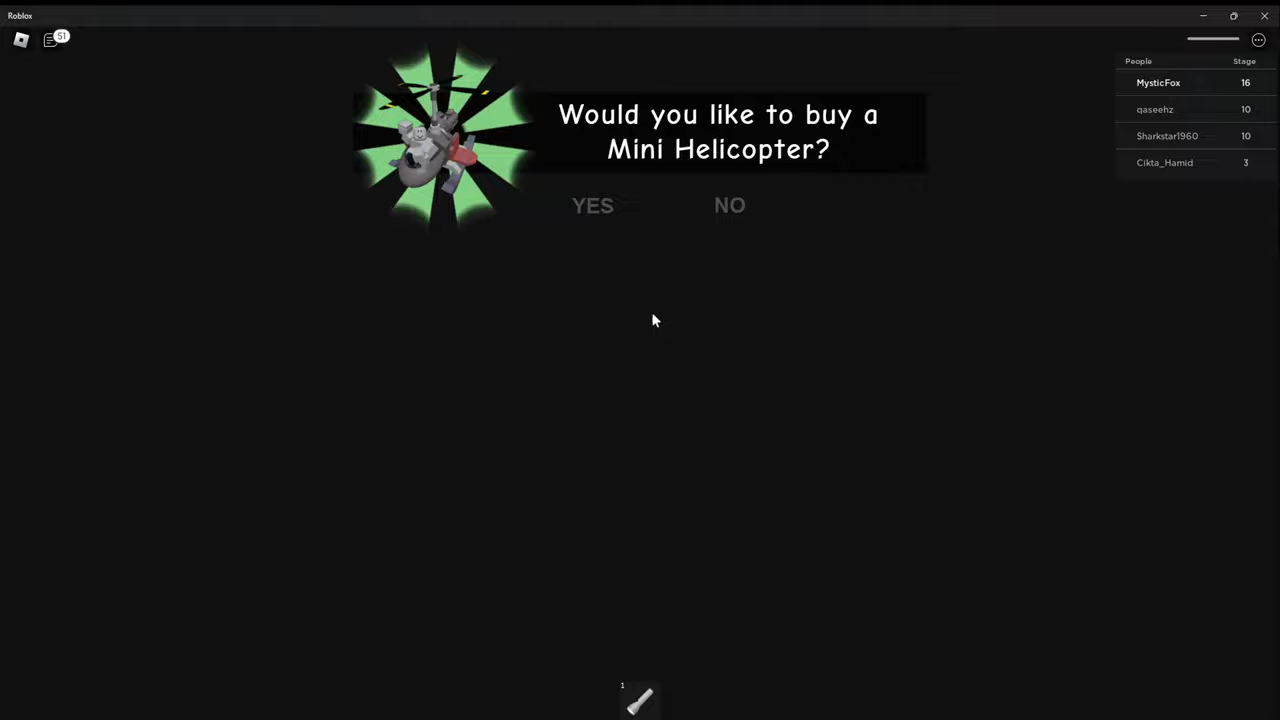 Roblox
51
People Stage
MysticFox 16
qaseehz 10
Sharkstar1960 10
Cikta_Hamid 3
Would you like to buy a
Mini Helicopter?
YES NO
1